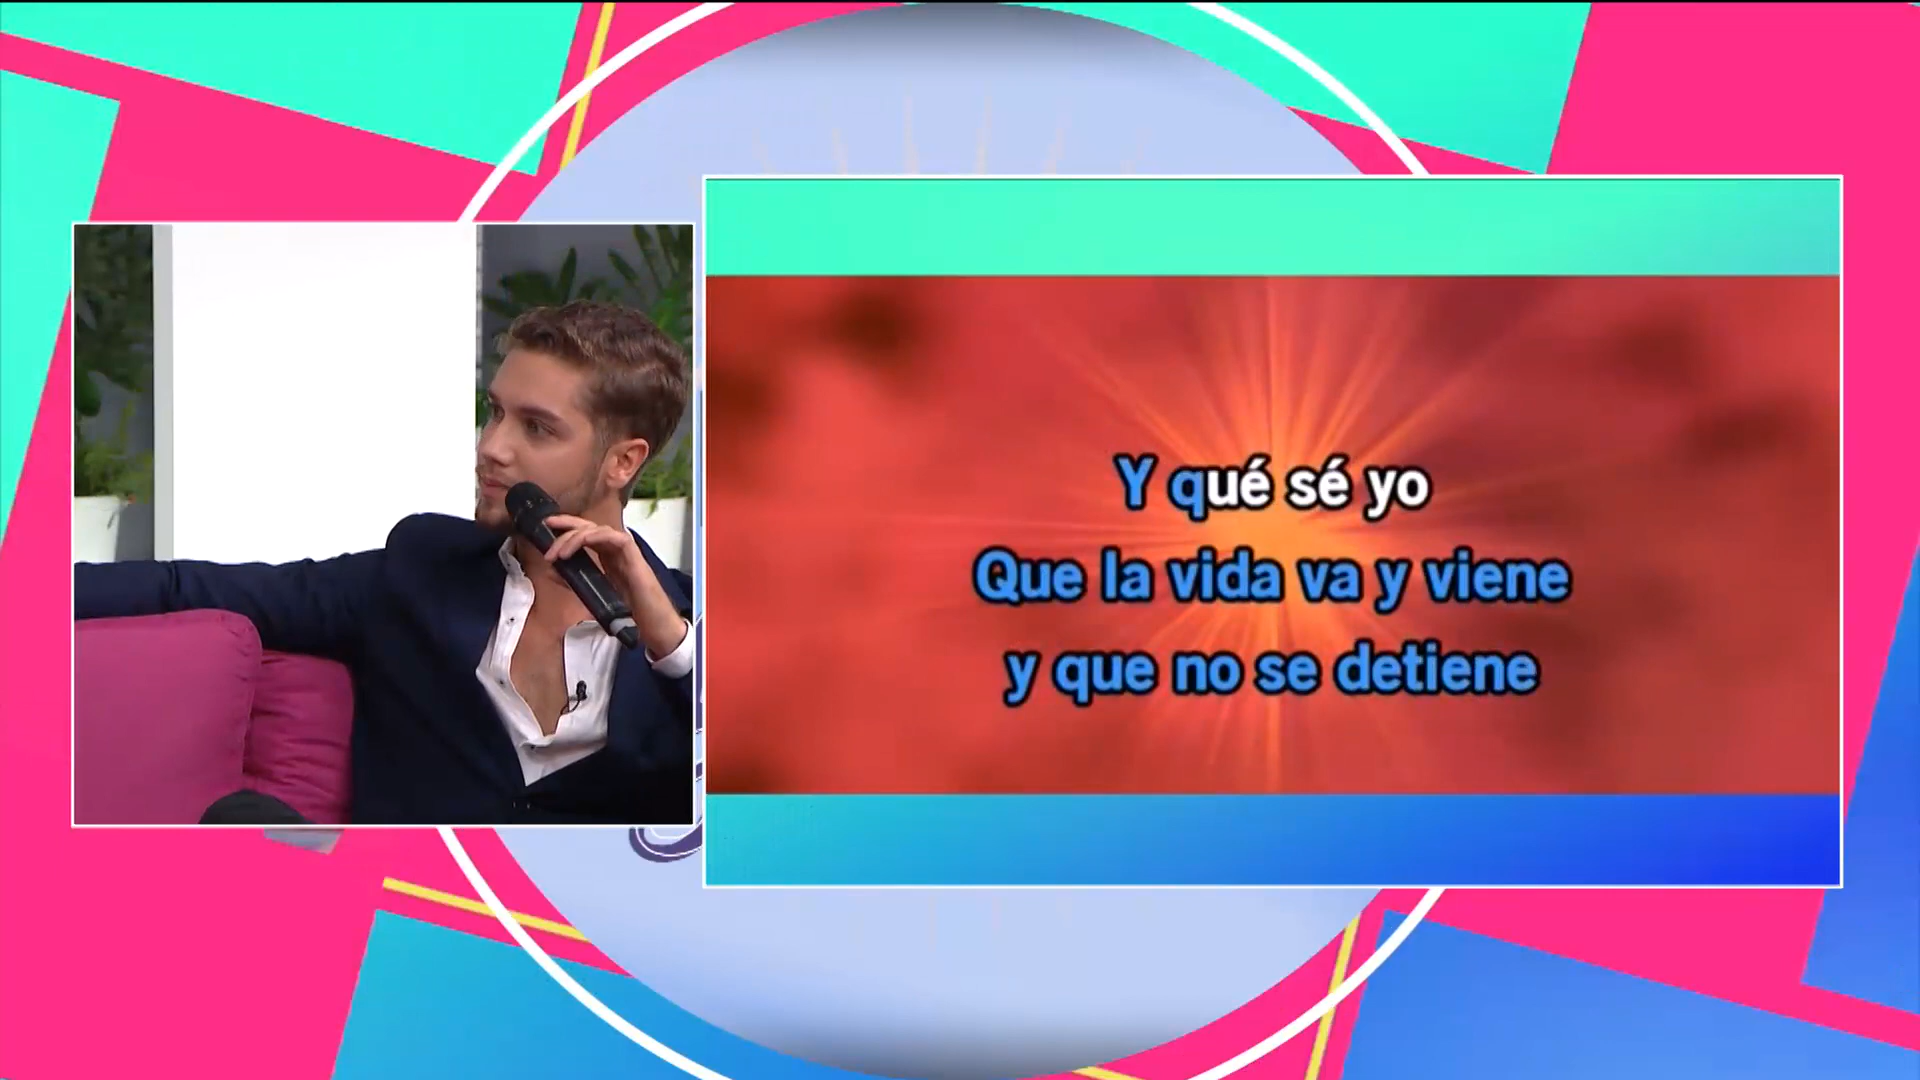 Y qué sé yo
Que la vida va y viene
y que no se detiene